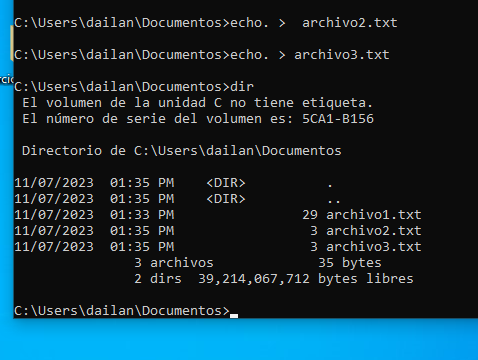 C:\Users\dailan\Documentos>echo. >  archivo2.txt
C:\Users\dailan\Documentos>echo. > archivo3.txt
C:\Users\dailan\Documentos>dir
 El volumen de la unidad C no tiene etiqueta.
 El número de serie del volumen es: 5CA1-B156
 Directorio de C:\Users\dailan\Documentos
11/07/2023  01:35 PM    <DIR>          .
11/07/2023  01:35 PM    <DIR>          ..
11/07/2023  01:33 PM                29 archivo1.txt
11/07/2023  01:35 PM                 3 archivo2.txt
11/07/2023  01:35 PM                 3 archivo3.txt
               3 archivos             35 bytes
               2 dirs  39,214,067,712 bytes libres
C:\Users\dailan\Documentos>